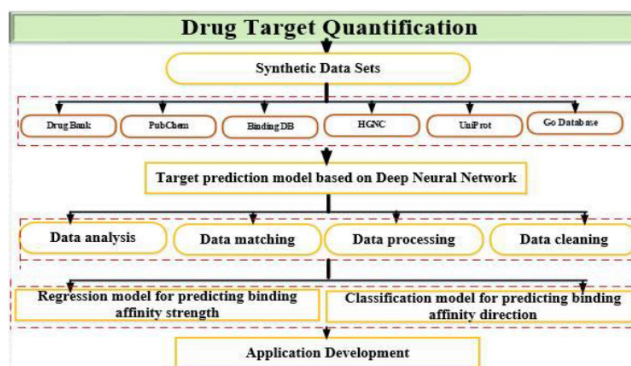 Drug Target Quantification
Synthetic Data Sets
Drug Bank
PubChem
BindingDB
HGNC
UniProt
Go Database
Target prediction model based on Deep Neural Network
Data analysis
Data matching
Data processing
Data cleaning
Regression model for predicting binding
affinity strength
Classification model for predicting binding
affinity direction
Application Development